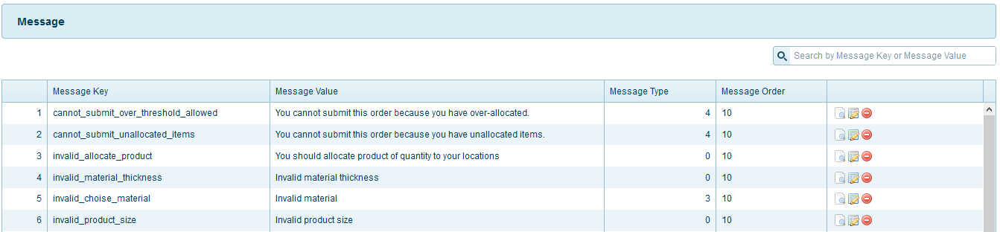 Message
Search by Message Key or Message Value
Message Key Message Value Message Type Message Order
1 cannot_submit_over_threshold_allowed You cannot submit this order because you have over-allocated. 4 10
2 cannot_submit_unallocated_items You cannot submit this order because you have unallocated items. 4 10
3 invalid_allocate_product You should allocate product of quantity to your locations 0 10
4 invalid_material_thickness Invalid material thickness 0 10
5 invalid_choise_material Invalid material 3 10
6 invalid_product_size Invalid product size 0 10